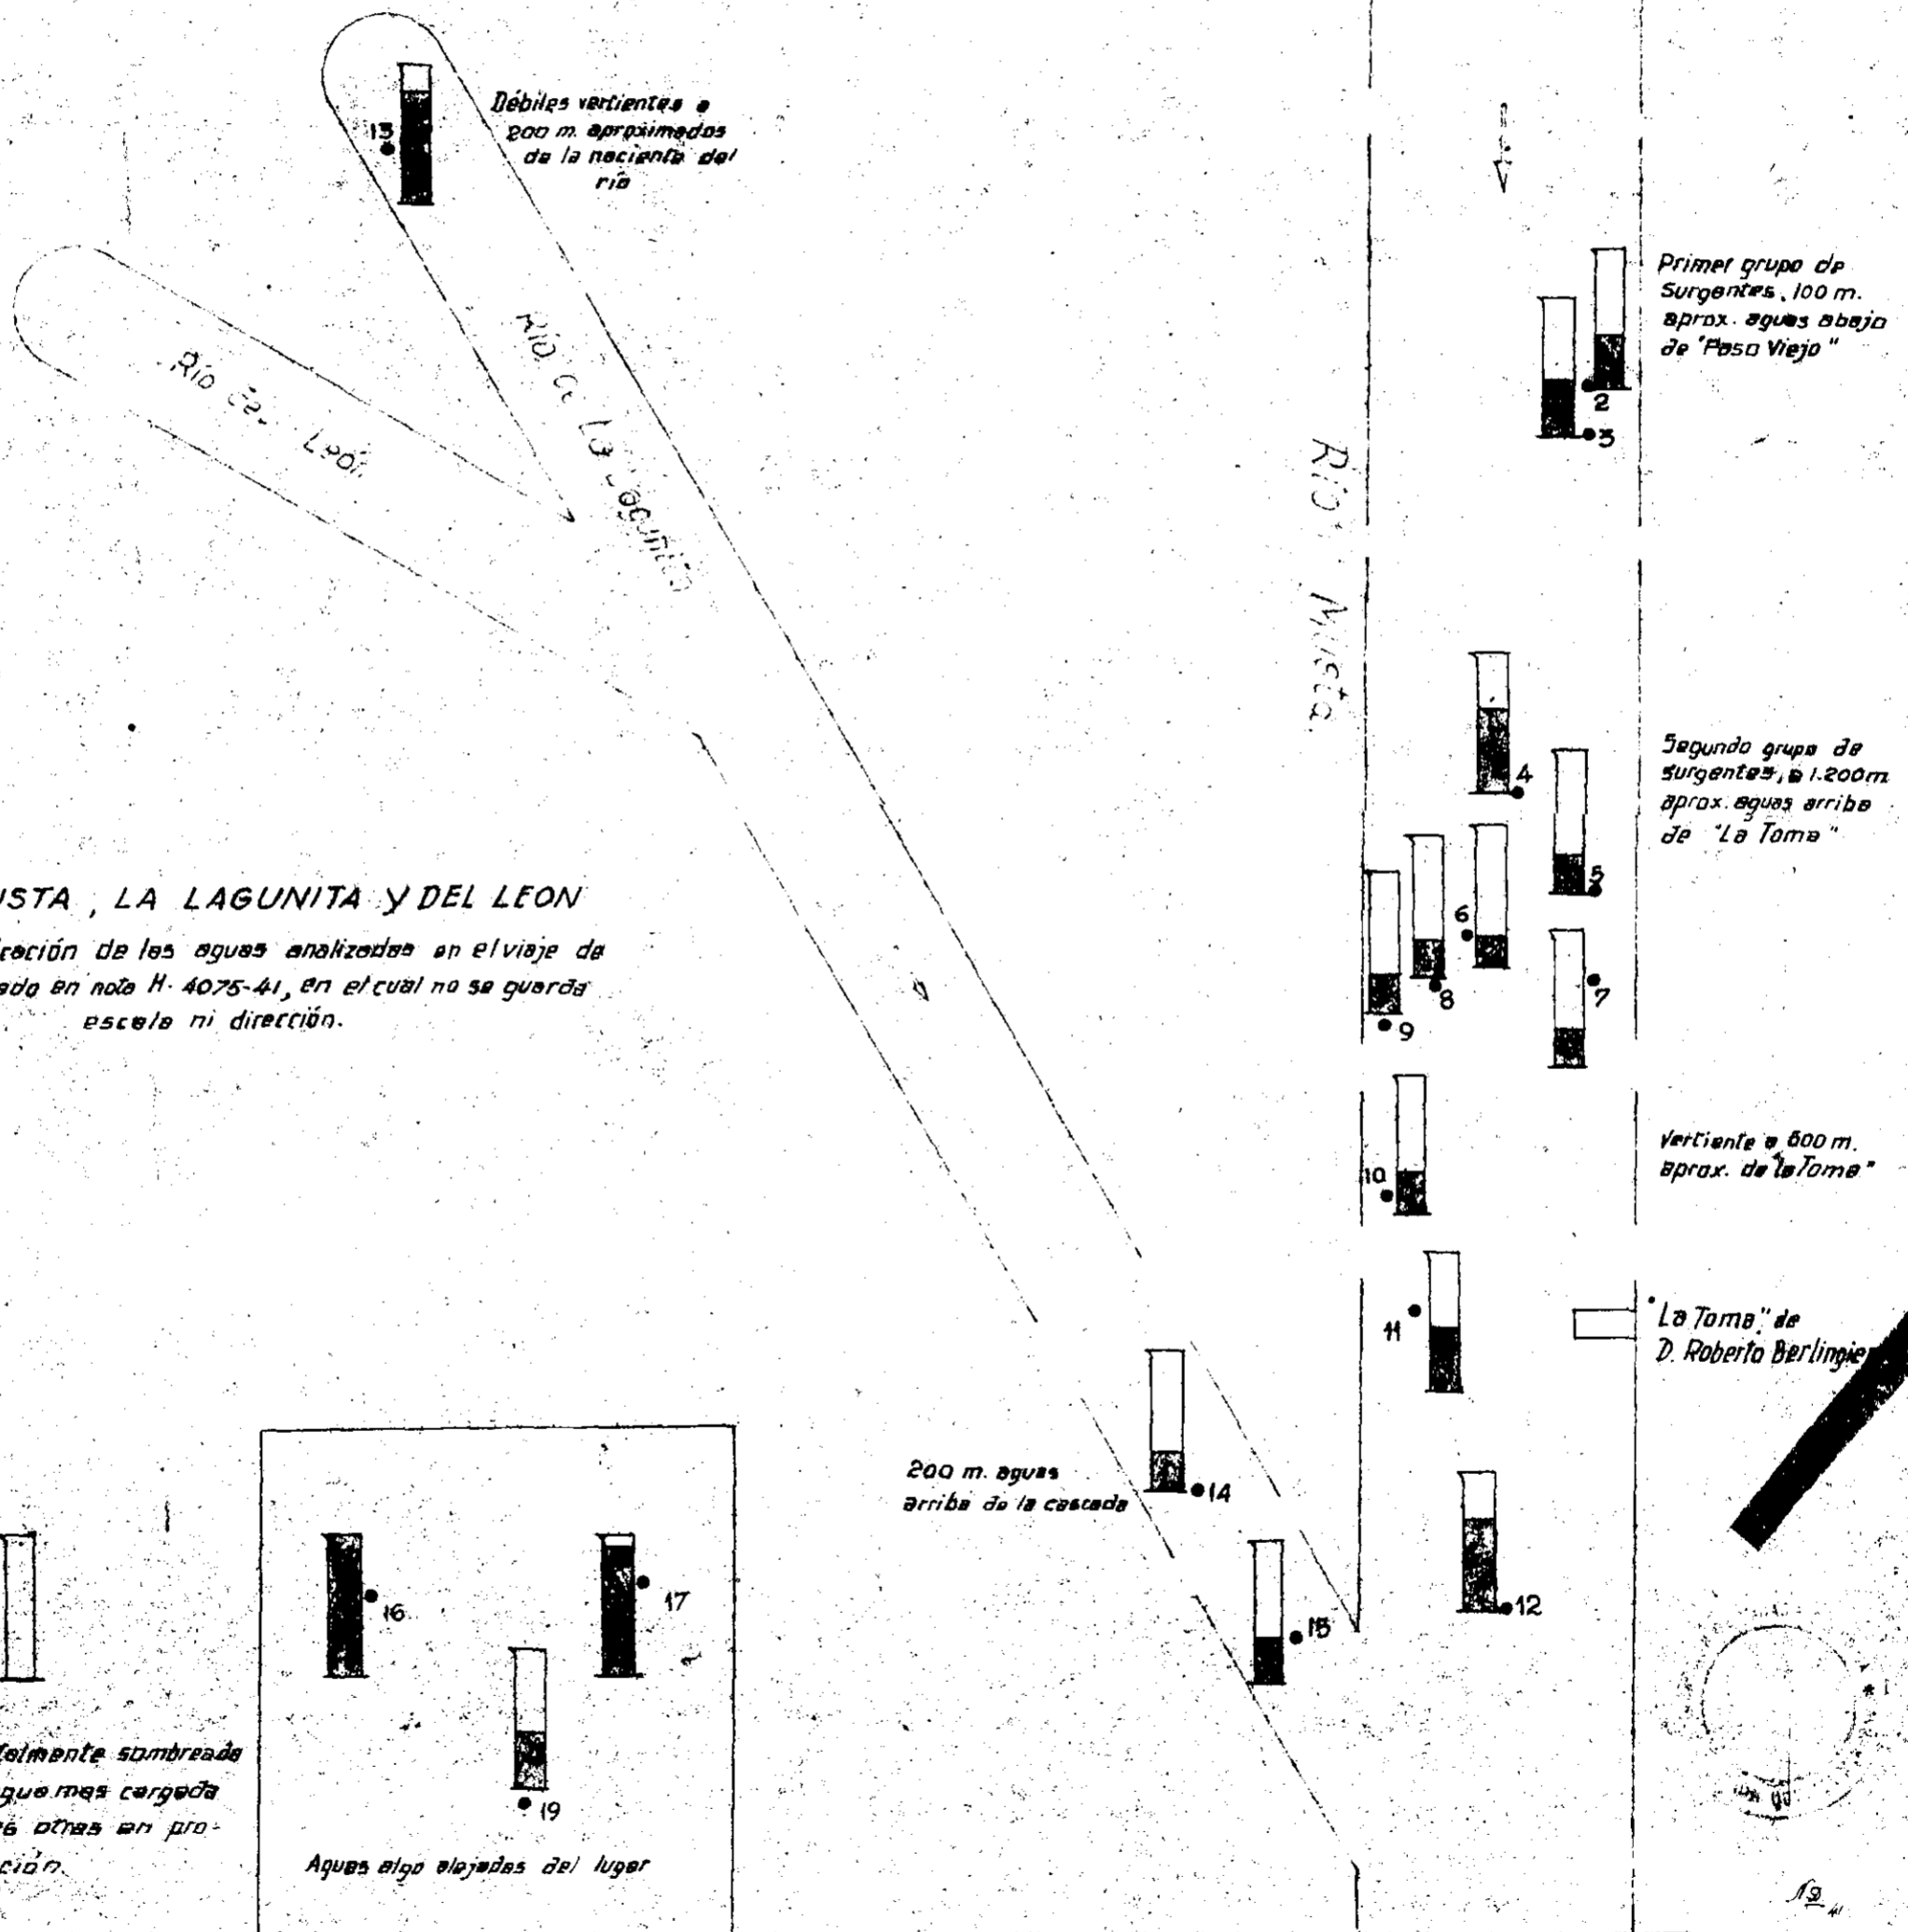 Débiles vertientes a
200 m. aproximados
de la naciente del
río
13
Río Del León
Río de La Lagunita
Río Musta
Primer grupo de
Surgentes, 100 m.
aprox. aguas abajo
de "Paso Viejo"
2
3
4
Segundo grupo de
surgentes, a 1.200 m
aprox. aguas arriba
de "La Toma"
5
6
7
8
9
USTA, LA LAGUNITA Y DEL LEON
de las aguas analizadas en el viaje de
en nota H. 4075-41, en el cual no se guarda
escala ni dirección.
10
Vertiente a 600 m.
aprox. de "la Toma"
11
"La Toma" de
D. Roberto Berlingie
200 m. aguas
arriba de la cascada
14
15
12
16
17
19
Aguas algo alejadas del lugar
talmente sombreada
agua mas cargada
as otras en pro-
ción.